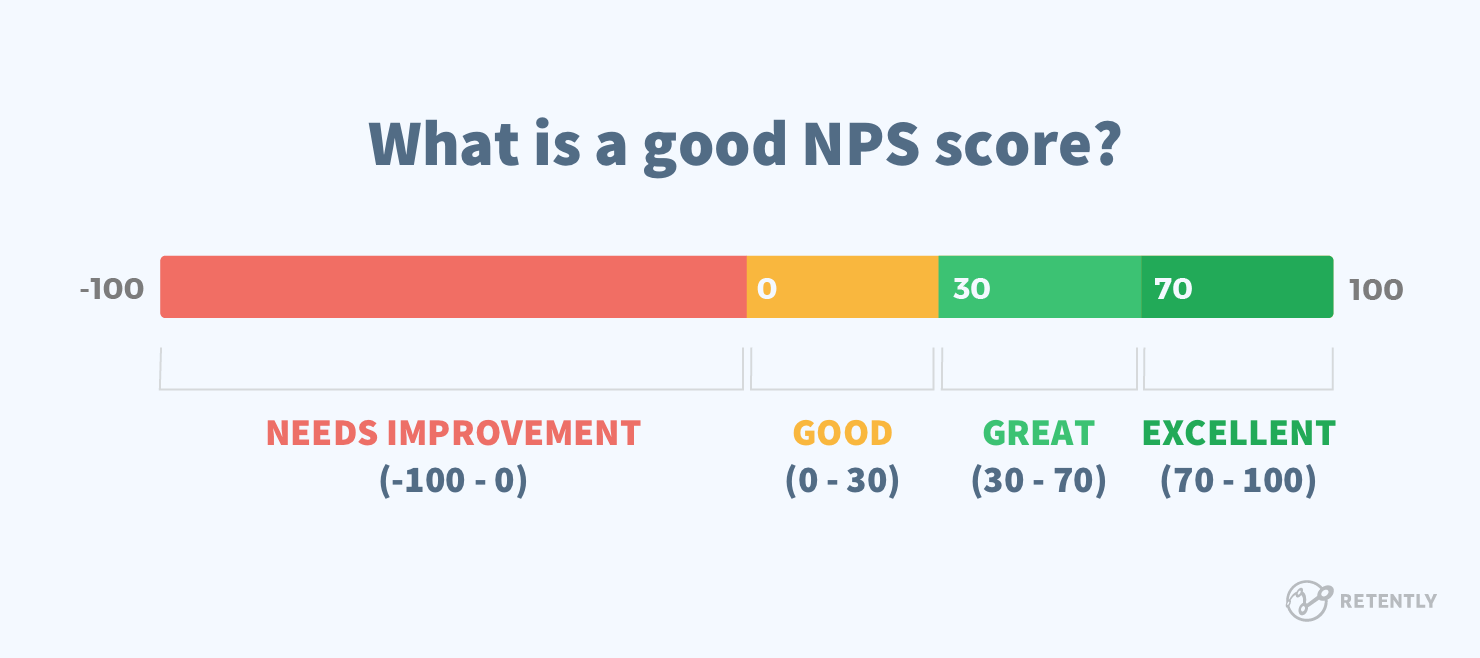 What is a good NPS score?
-100 0 30 70 100
NEEDS IMPROVEMENT GOOD GREAT EXCELLENT
(-100 - 0) (0 - 30) (30 - 70) (70 - 100)
RETENTLY